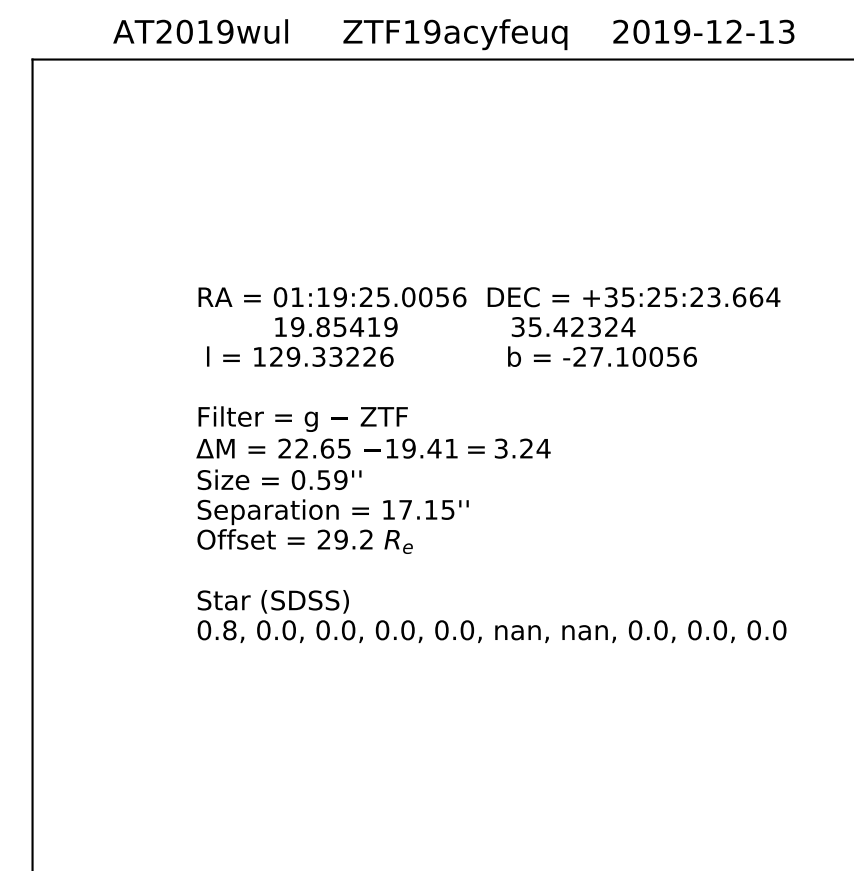 AT2019wul ZTF19acyfeuq 2019-12-13
RA = 01:19:25.0056 DEC = +35:25:23.664
19.85419 35.42324
l = 129.33226 b = -27.10056
Filter = g − ZTF
ΔM = 22.65 −19.41 = 3.24
Size = 0.59''
Separation = 17.15''
Offset = 29.2 Re
Star (SDSS)
0.8, 0.0, 0.0, 0.0, 0.0, nan, nan, 0.0, 0.0, 0.0